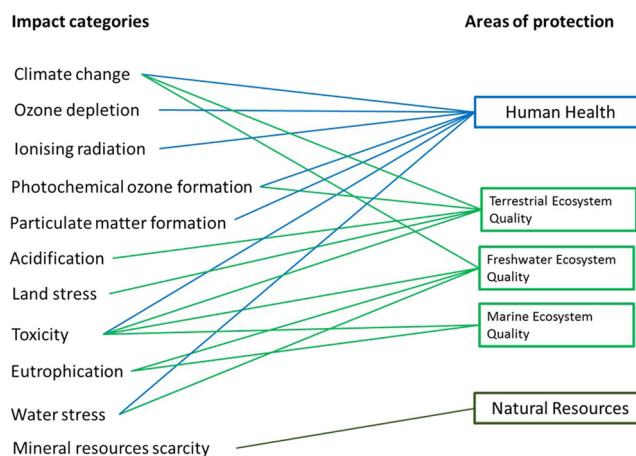 Impact categories
Areas of protection
Climate change
Ozone depletion
Human Health
Ionising radiation
Photochemical ozone formation
Terrestrial Ecosystem
Quality
Particulate matter formation
Acidification
Freshwater Ecosystem
Quality
Land stress
Marine Ecosystem
Quality
Toxicity
Eutrophication
Natural Resources
Water stress
Mineral resources scarcity